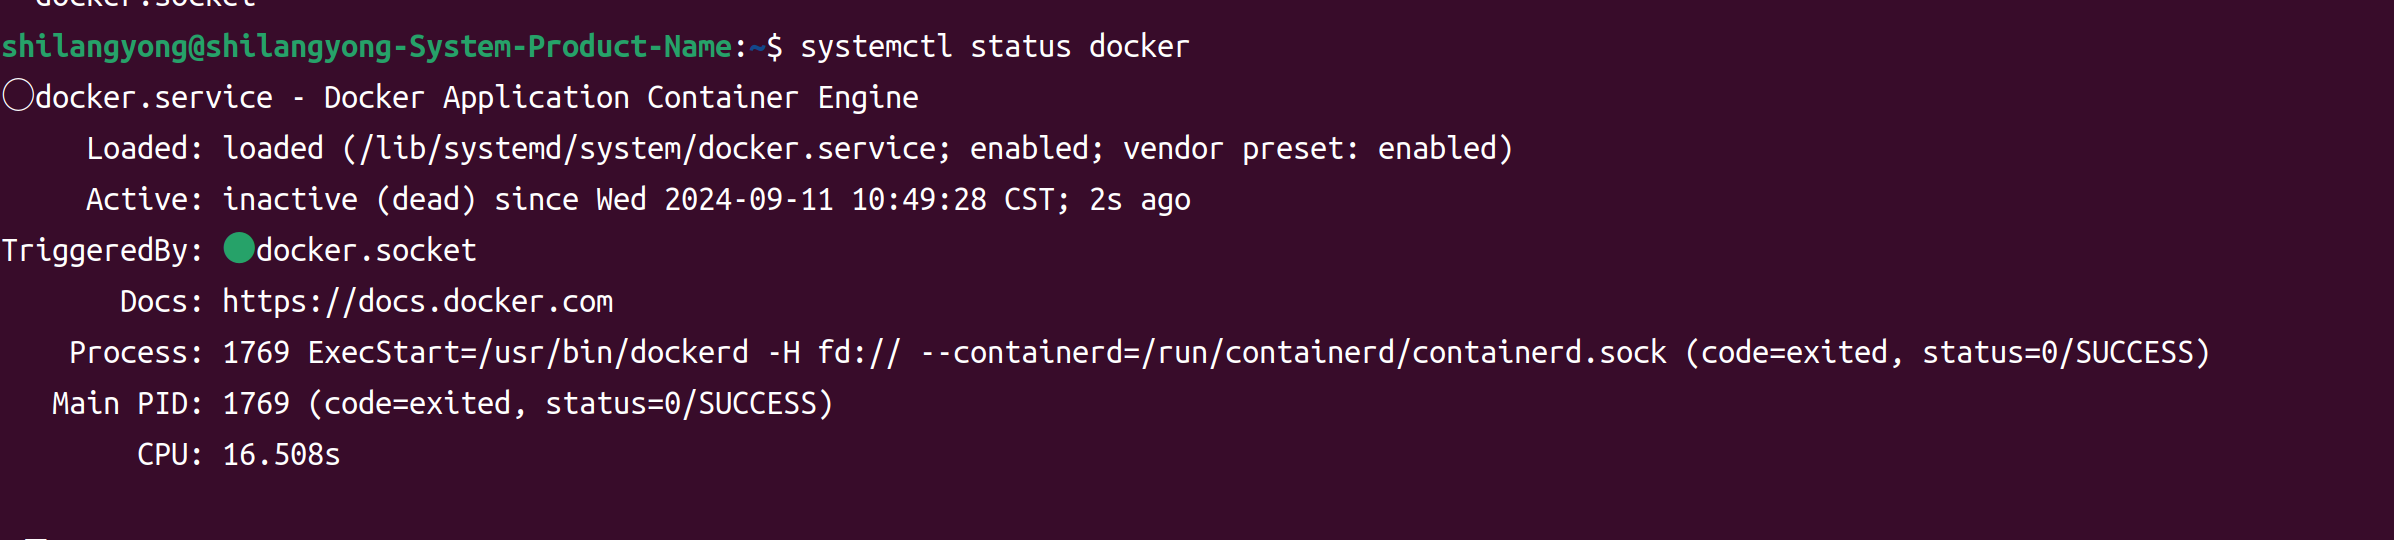 docker.socket
shilangyong@shilangyong-System-Product-Name:~$ systemctl status docker
○docker.service - Docker Application Container Engine
Loaded: loaded (/lib/systemd/system/docker.service; enabled; vendor preset: enabled)
Active: inactive (dead) since Wed 2024-09-11 10:49:28 CST; 2s ago
TriggeredBy: ●docker.socket
Docs: https://docs.docker.com
Process: 1769 ExecStart=/usr/bin/dockerd -H fd:// --containerd=/run/containerd/containerd.sock (code=exited, status=0/SUCCESS)
Main PID: 1769 (code=exited, status=0/SUCCESS)
CPU: 16.508s